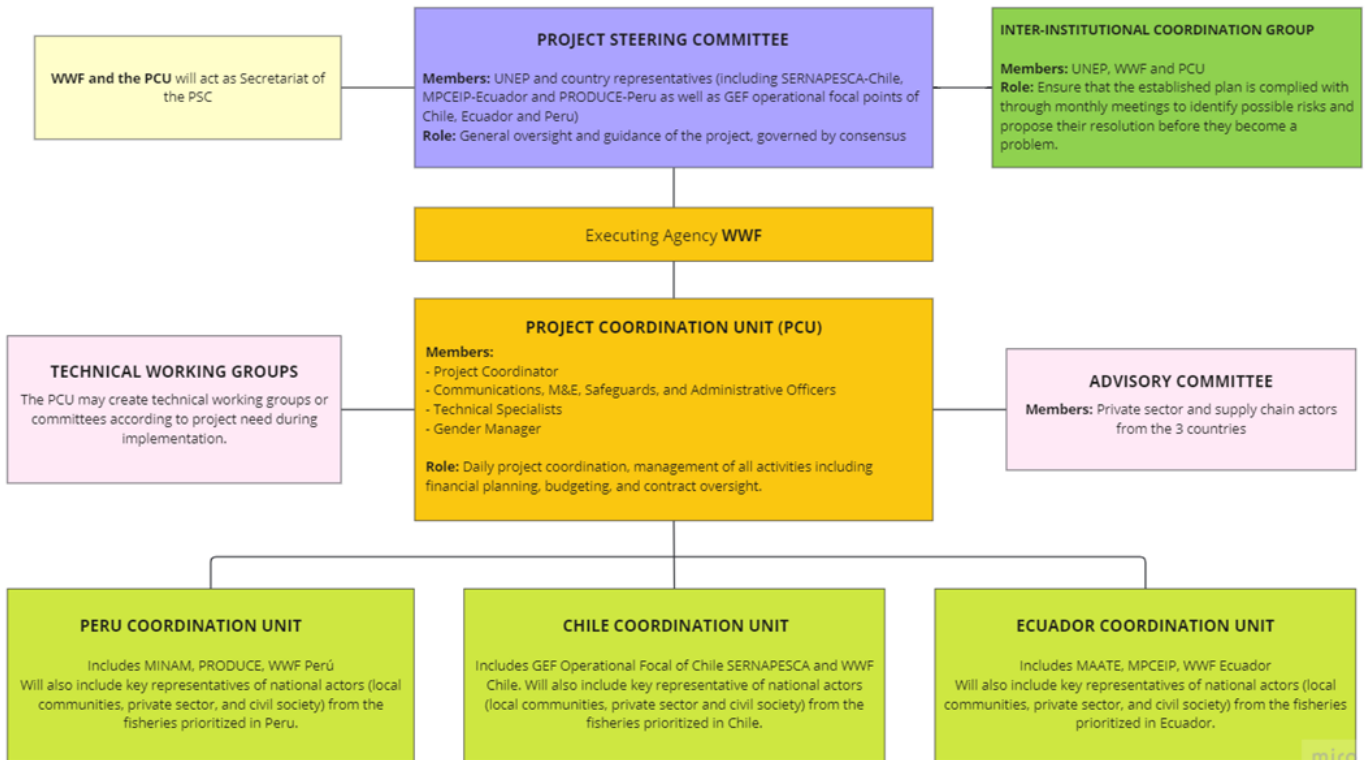 WWF and the PCU will act as Secretariat of
the PSC
PROJECT STEERING COMMITTEE
Members: UNEP and country representatives (including SERNAPESCA-Chile,
MPCEIP-Ecuador and PRODUCE-Peru as well as GEF operational focal points of
Chile, Ecuador and Peru)
Role: General oversight and guidance of the project, governed by consensus
INTER-INSTITUTIONAL COORDINATION GROUP
Members: UNEP, WWF and PCU
Role: Ensure that the established plan is complied with
through monthly meetings to identify possible risks and
propose their resolution before they become a
problem.
Executing Agency WWF
TECHNICAL WORKING GROUPS
The PCU may create technical working groups or
committees according to project need during
implementation.
PROJECT COORDINATION UNIT (PCU)
Members:
- Project Coordinator
- Communications, M&E, Safeguards, and Administrative Officers
- Technical Specialists
- Gender Manager
Role: Daily project coordination, management of all activities including
financial planning, budgeting, and contract oversight.
ADVISORY COMMITTEE
Members: Private sector and supply chain actors
from the 3 countries
PERU COORDINATION UNIT
Includes MINAM, PRODUCE, WWF Perú
Will also include key representatives of national actors (local
communities, private sector, and civil society) from the
fisheries prioritized in Peru.
CHILE COORDINATION UNIT
Includes GEF Operational Focal of Chile SERNAPESCA and WWF
Chile. Will also include key representative of national actors
(local communities, private sector and civil society) from the
fisheries prioritized in Chile.
ECUADOR COORDINATION UNIT
Includes MAATE, MPCEIP, WWF Ecuador
Will also include key representatives of national actors (local
communities, private sector, and civil society) from the fisheries
prioritized in Ecuador.
miro